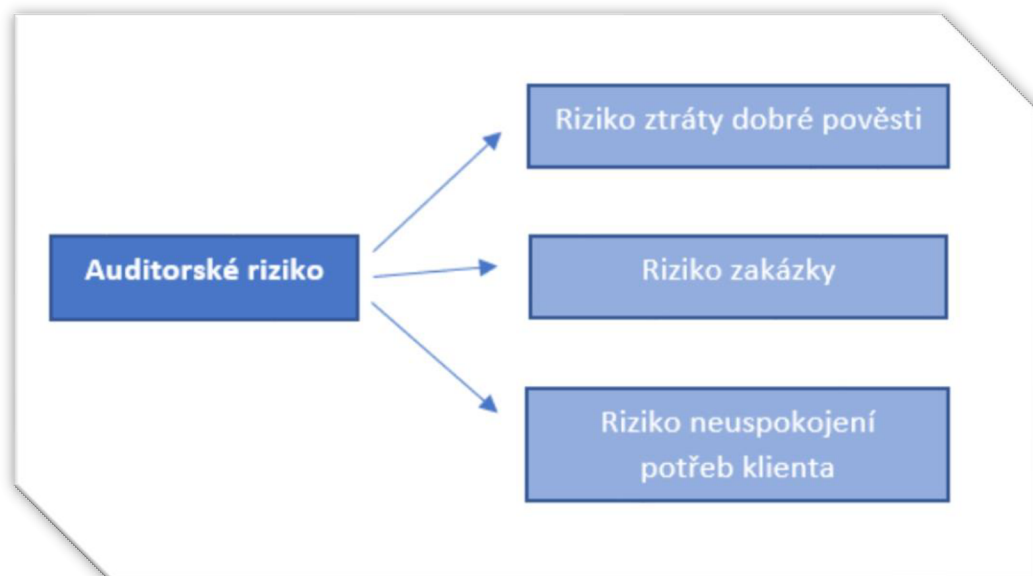 Riziko ztráty dobré pověsti
Auditorské riziko
Riziko zakázky
Riziko neuspokojení
potřeb klienta